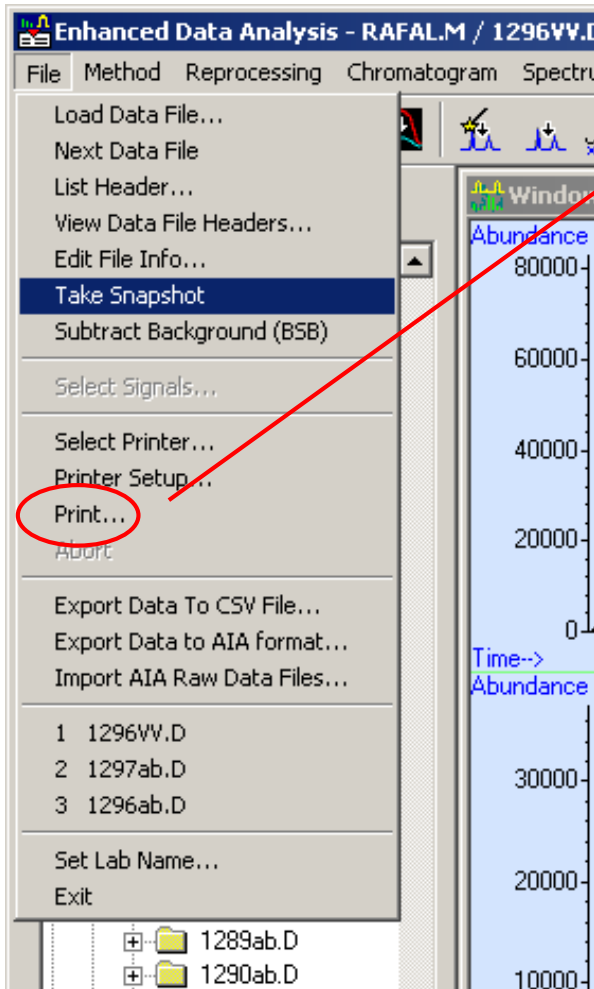 Enhanced Data Analysis - RAFAL.M / 1296VV.D
File Method Reprocessing Chromatogram Spectru
Load Data File...
Next Data File
List Header...
View Data File Headers...
Edit File Info...
Take Snapshot
Subtract Background (BSB)
Select Signals...
Select Printer...
Printer Setup...
Print...
Abort
Export Data To CSV File...
Export Data to AIA format...
Import AIA Raw Data Files...
1 1296VV.D
2 1297ab.D
3 1296ab.D
Set Lab Name...
Exit
1289ab.D
1290ab.D
Window
Abundance
80000
60000
40000
20000
0
Time-->
Abundance
30000
20000
10000